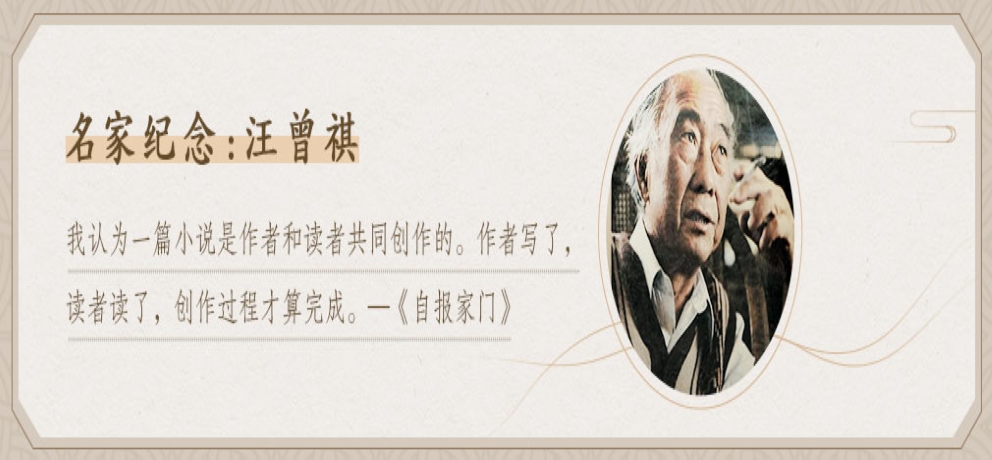 名家纪念:汪曾祺
我认为一篇小说是作者和读者共同创作的。作者写了，
读者读了，创作过程才算完成。—《自报家门》